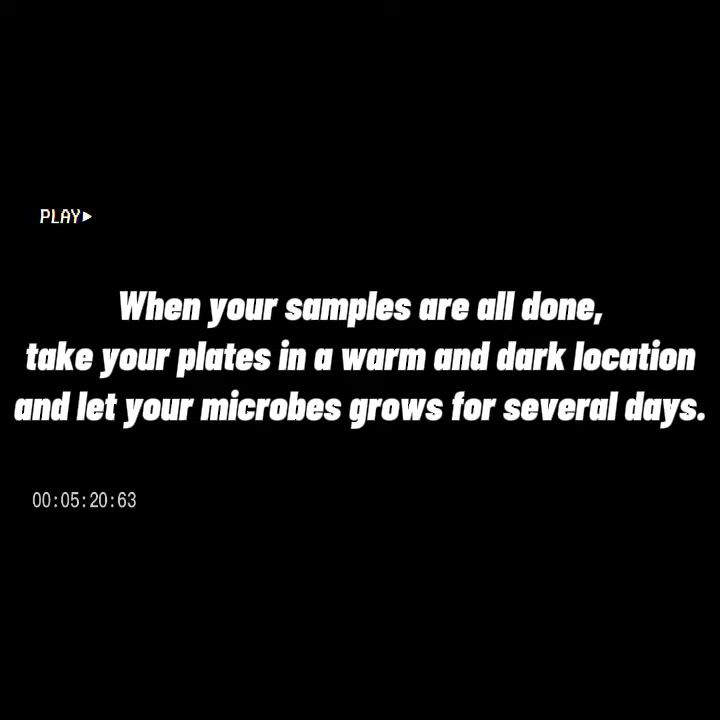 PLAY▶
When your samples are all done,
take your plates in a warm and dark location
and let your microbes grows for several days.
00:05:20:63